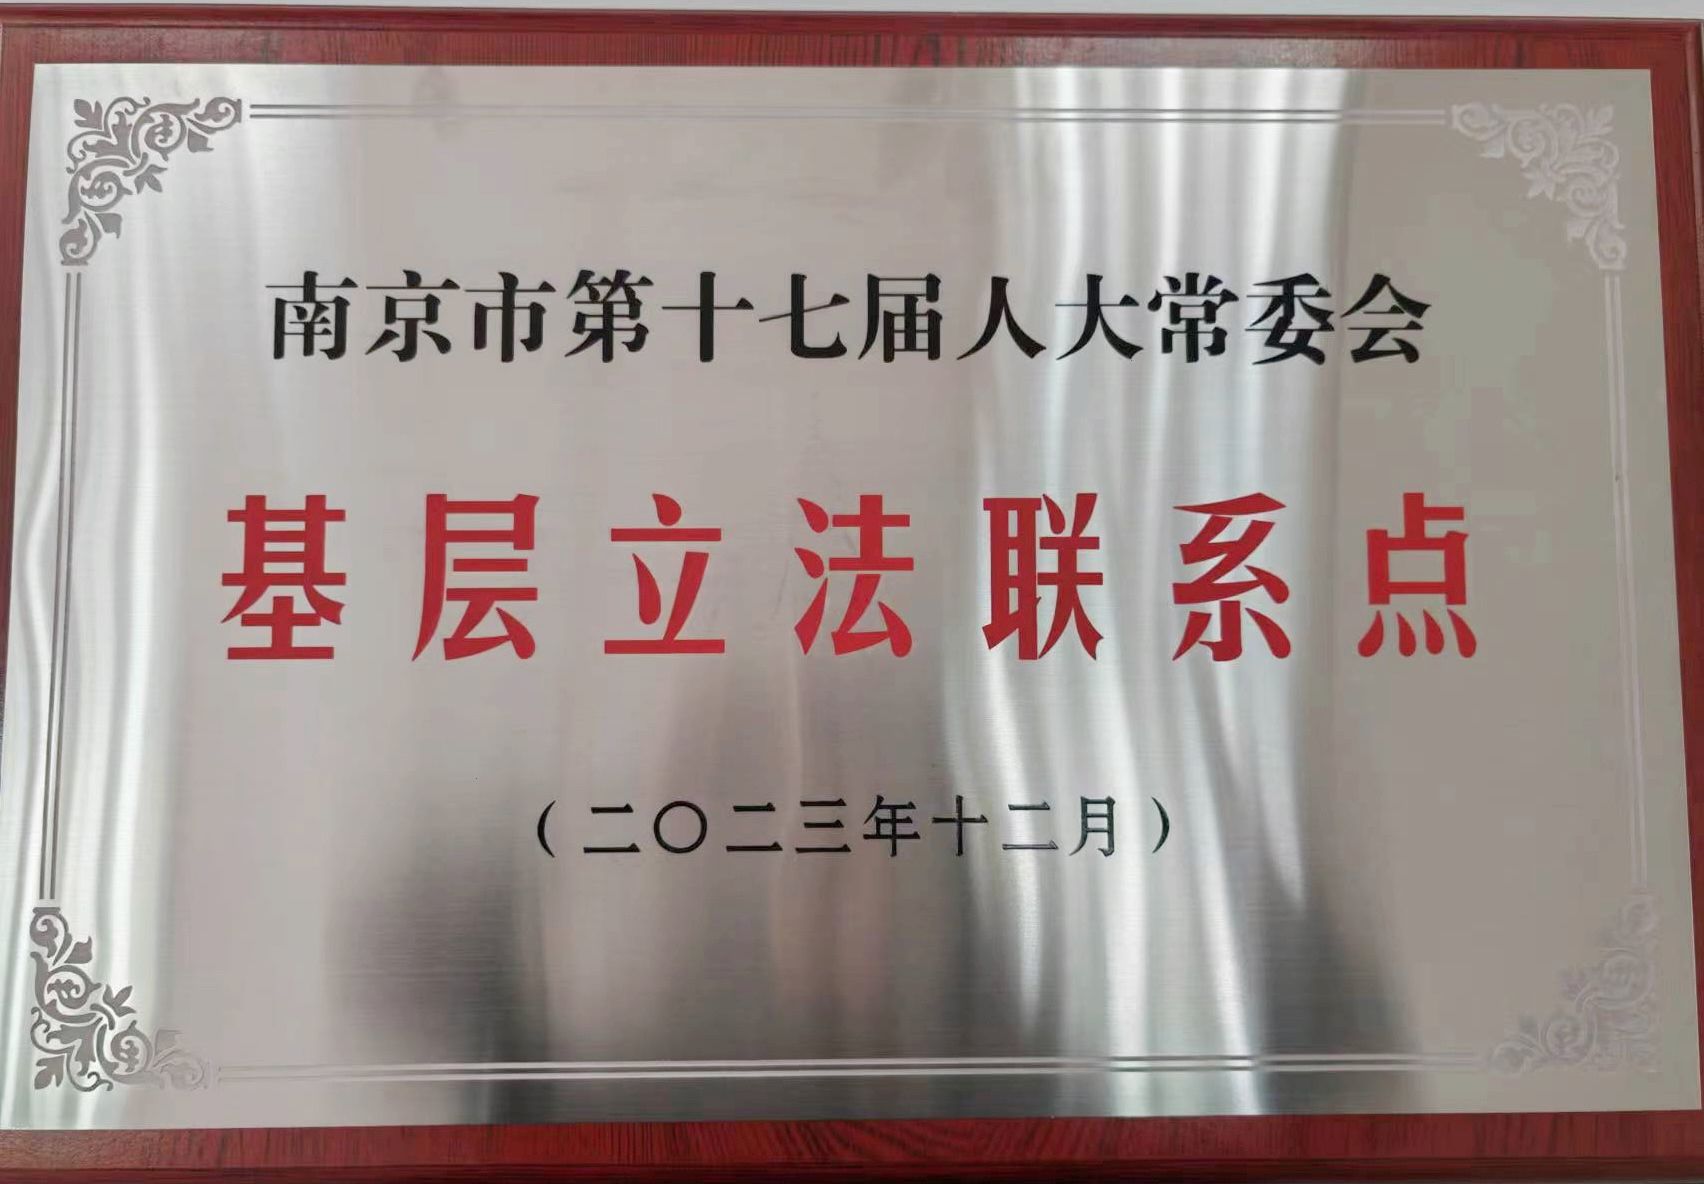 南京市第十七届人大常委会
基层立法联系点
（二〇二三年十二月）